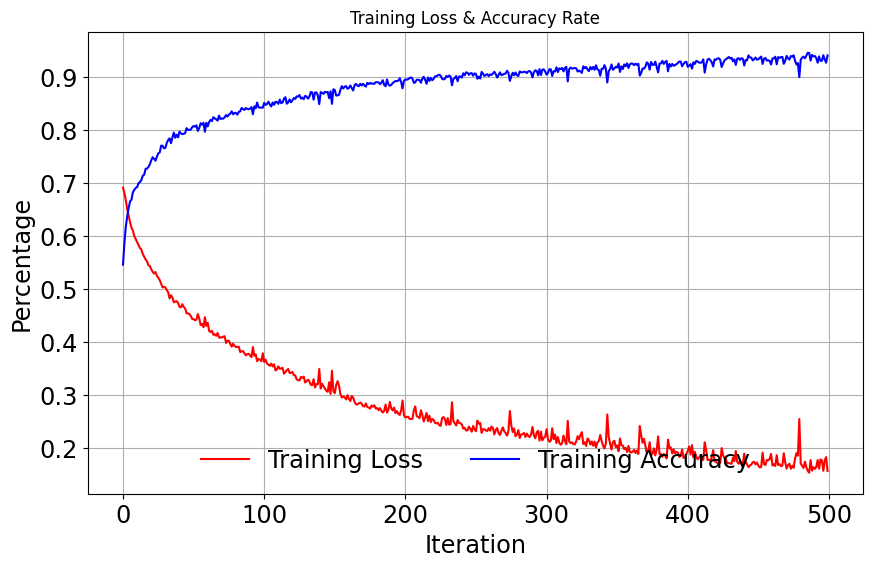 Training Loss & Accuracy Rate
Percentage
0.9
0.8
0.7
0.6
0.5
0.4
0.3
0.2
Training Loss
Training Accuracy
0
100
200
300
400
500
Iteration